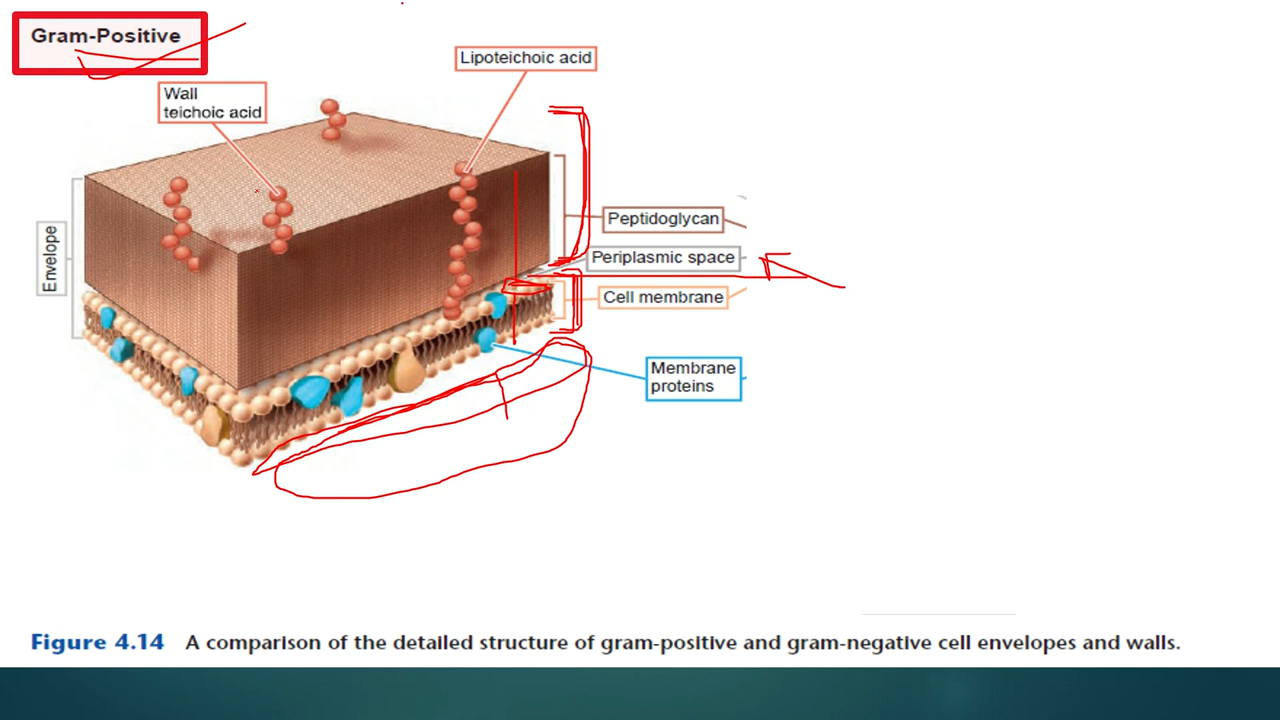 Gram-Positive
Lipoteichoic acid
Wall
teichoic acid
Envelope
Peptidoglycan
Periplasmic space
Cell membrane
Membrane
proteins
Figure 4.14 A comparison of the detailed structure of gram-positive and gram-negative cell envelopes and walls.